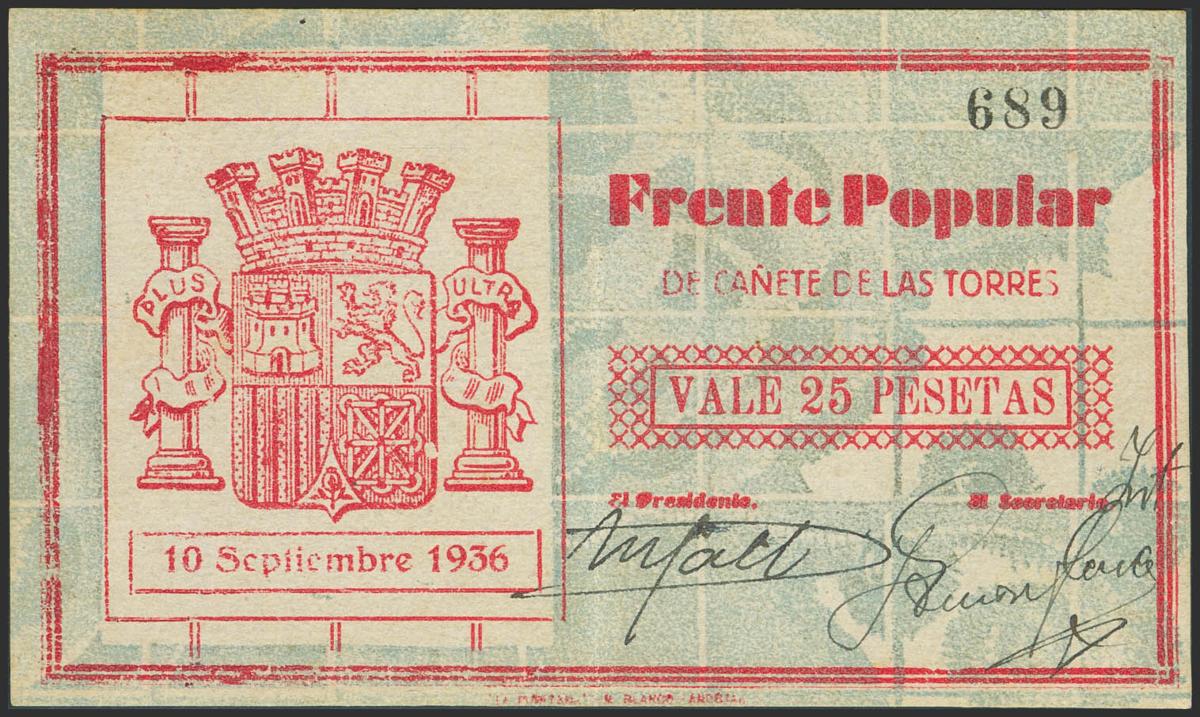 689
Frente Popular
DE CAÑETE DE LAS TORRES
VALE 25 PESETAS
El Presidente,
El Secretario,
PLUS ULTRA
10 Septiembre 1936